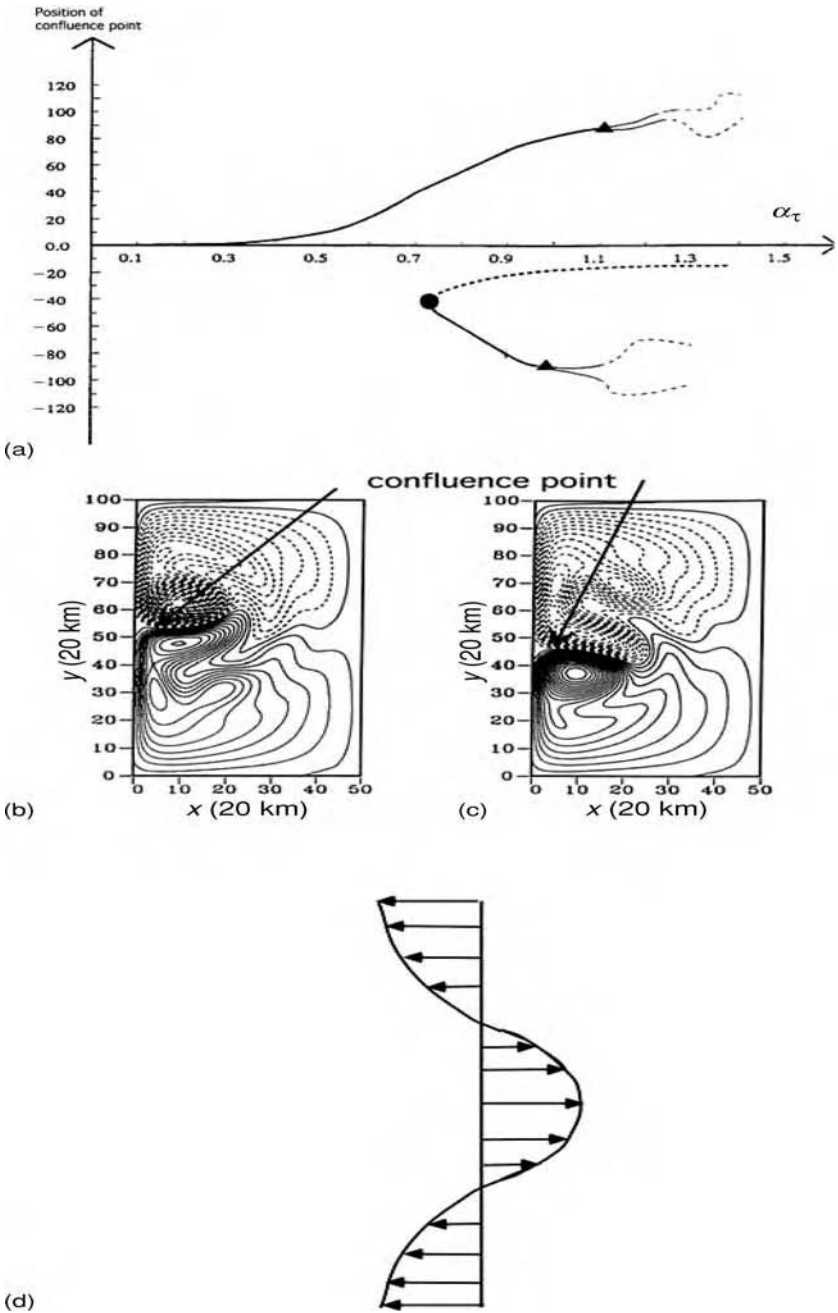 Position of
confluence point
120
100
80
60
40
20
0.0
−20
−40
−60
−80
−100
−120
0.1 0.3 0.5 0.7 0.9 1.1 1.3 1.5
ατ
(a)
confluence point
100
90
80
70
60
50
40
30
20
10
0
y (20 km)
0 10 20 30 40 50
x (20 km)
(b)
100
90
80
70
60
50
40
30
20
10
0
y (20 km)
0 10 20 30 40 50
x (20 km)
(c)
(d)